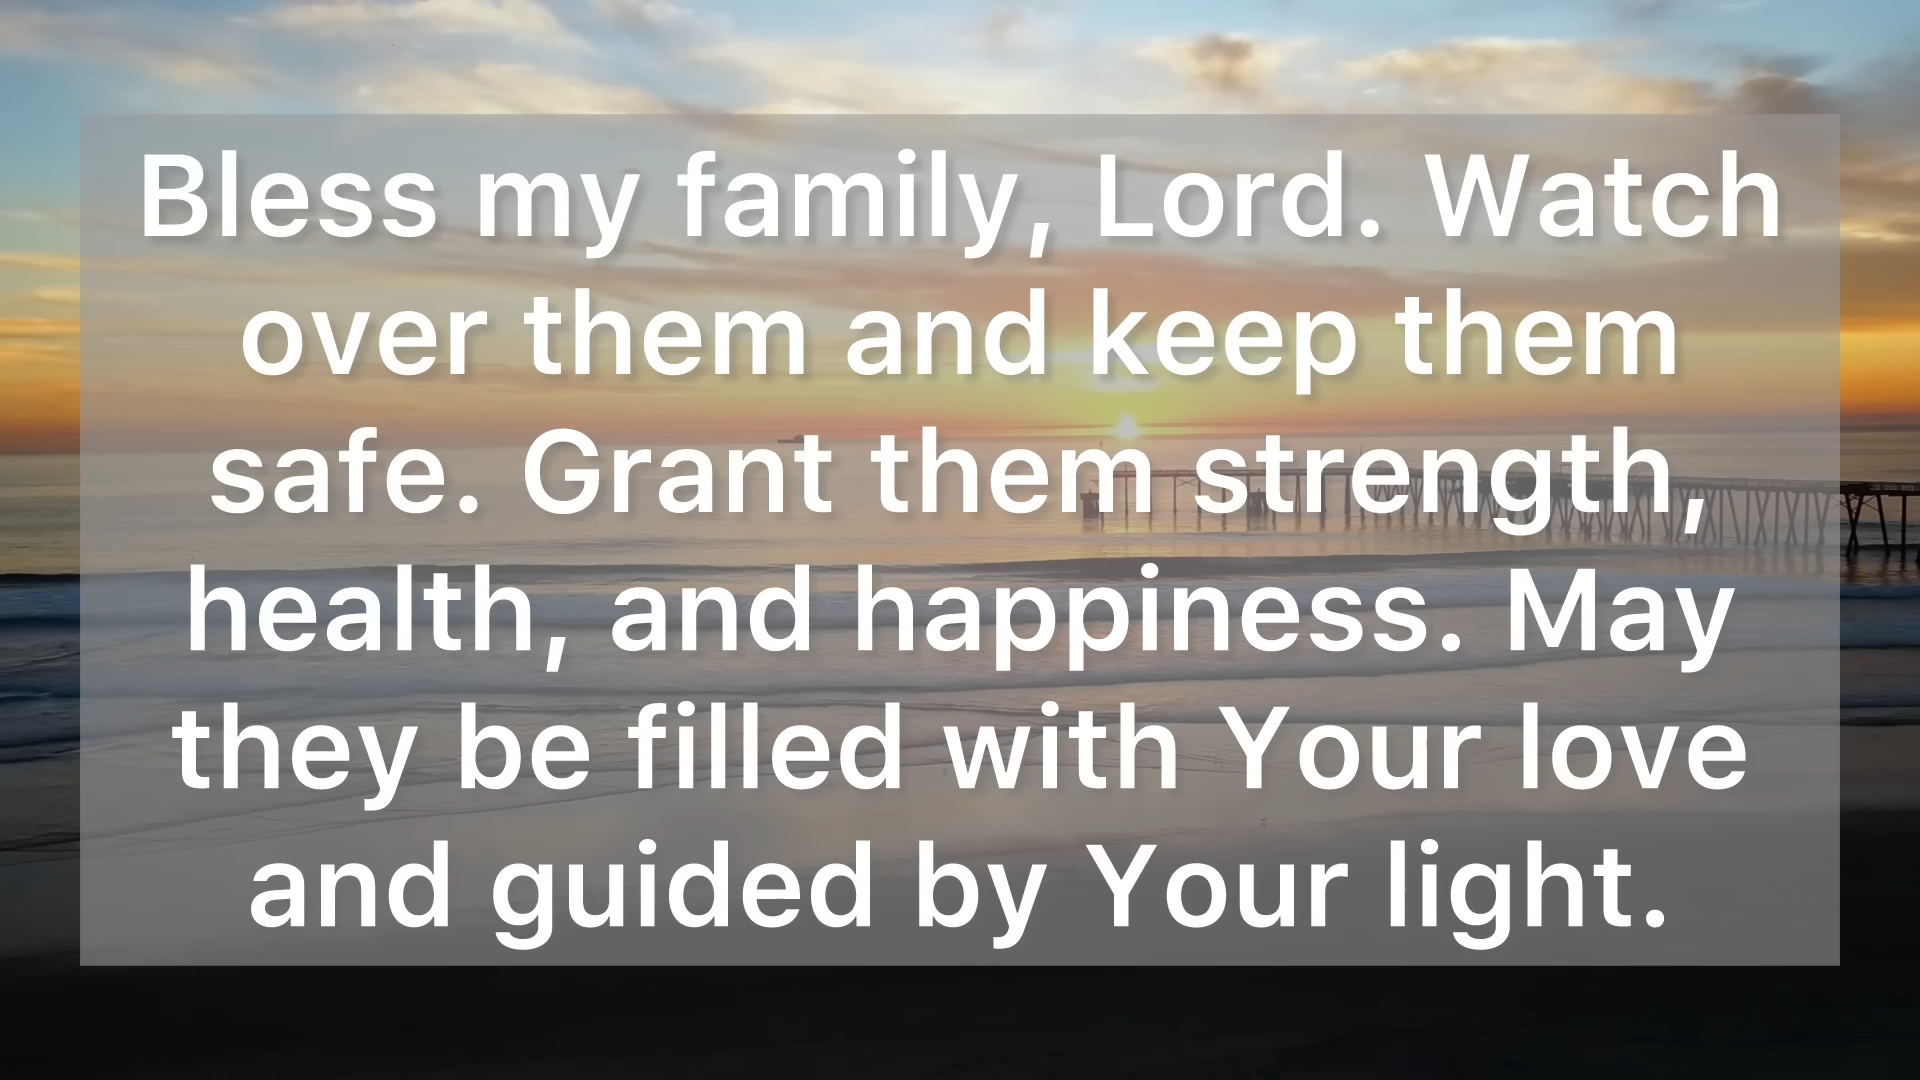 Bless my family, Lord. Watch
over them and keep them
safe. Grant them strength,
health, and happiness. May
they be filled with Your love
and guided by Your light.